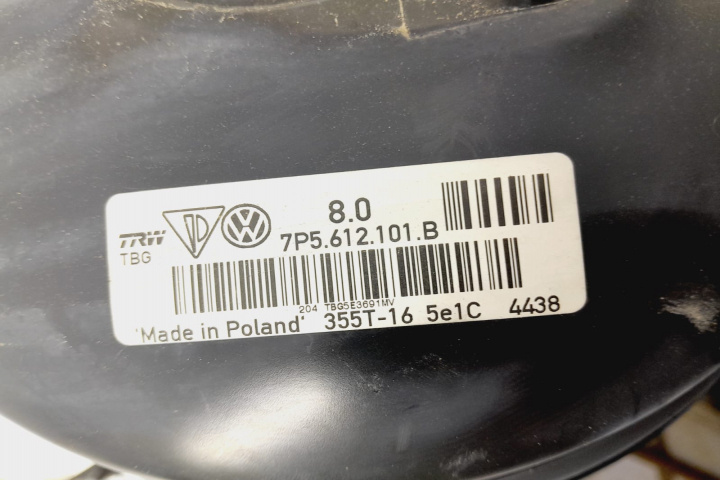 8.0
TRW
TBG
7P5.612.101.B
204 TBG5E3691MV
'Made in Poland' 355T-16 5e1C 4438